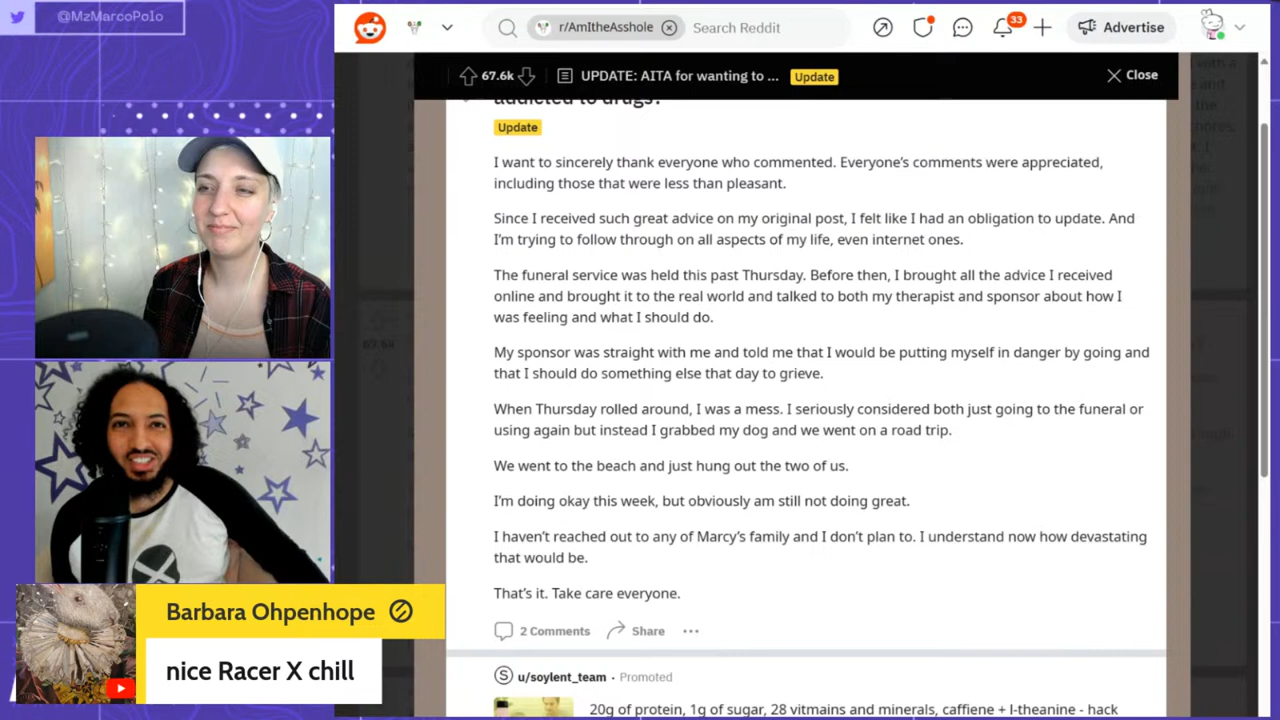 @MzMarcoPolo
r/AmITheAsshole
Search Reddit
33
Advertise
67.6k
UPDATE: AITA for wanting to ...
Update
Close
addicted to drugs?
Update
I want to sincerely thank everyone who commented. Everyone's comments were appreciated,
including those that were less than pleasant.
Since I received such great advice on my original post, I felt like I had an obligation to update. And
I'm trying to follow through on all aspects of my life, even internet ones.
The funeral service was held this past Thursday. Before then, I brought all the advice I received
online and brought it to the real world and talked to both my therapist and sponsor about how I
was feeling and what I should do.
My sponsor was straight with me and told me that I would be putting myself in danger by going and
that I should do something else that day to grieve.
When Thursday rolled around, I was a mess. I seriously considered both just going to the funeral or
using again but instead I grabbed my dog and we went on a road trip.
We went to the beach and just hung out the two of us.
I'm doing okay this week, but obviously am still not doing great.
I haven't reached out to any of Marcy's family and I don't plan to. I understand now how devastating
that would be.
That's it. Take care everyone.
2 Comments
Share
u/soylent_team · Promoted
20g of protein, 1g of sugar, 28 vitmains and minerals, caffiene + l-theanine - hack
67.6k
Barbara Ohpenhope
nice Racer X chill